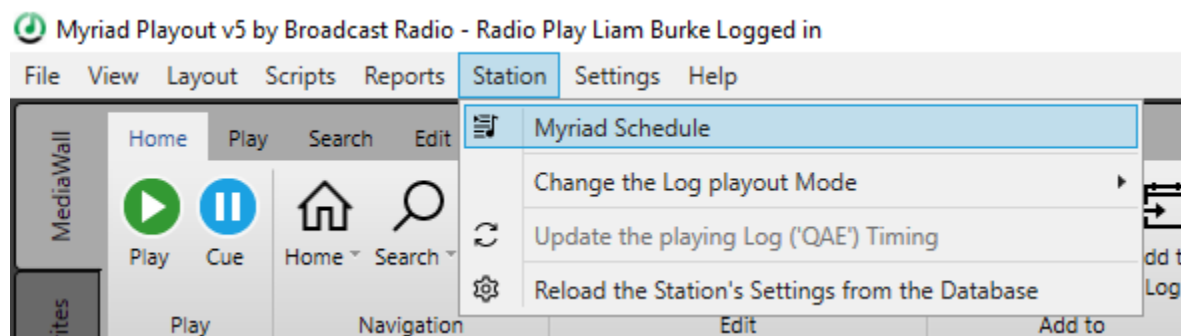 Myriad Playout v5 by Broadcast Radio - Radio Play Liam Burke Logged in
File View Layout Scripts Reports Station Settings Help
MediaWall
Home Play Search Edit
Myriad Schedule
Change the Log playout Mode
Update the playing Log ('QAE') Timing
Reload the Station's Settings from the Database
Play Cue Home Search
Log
Play Navigation Edit Add to